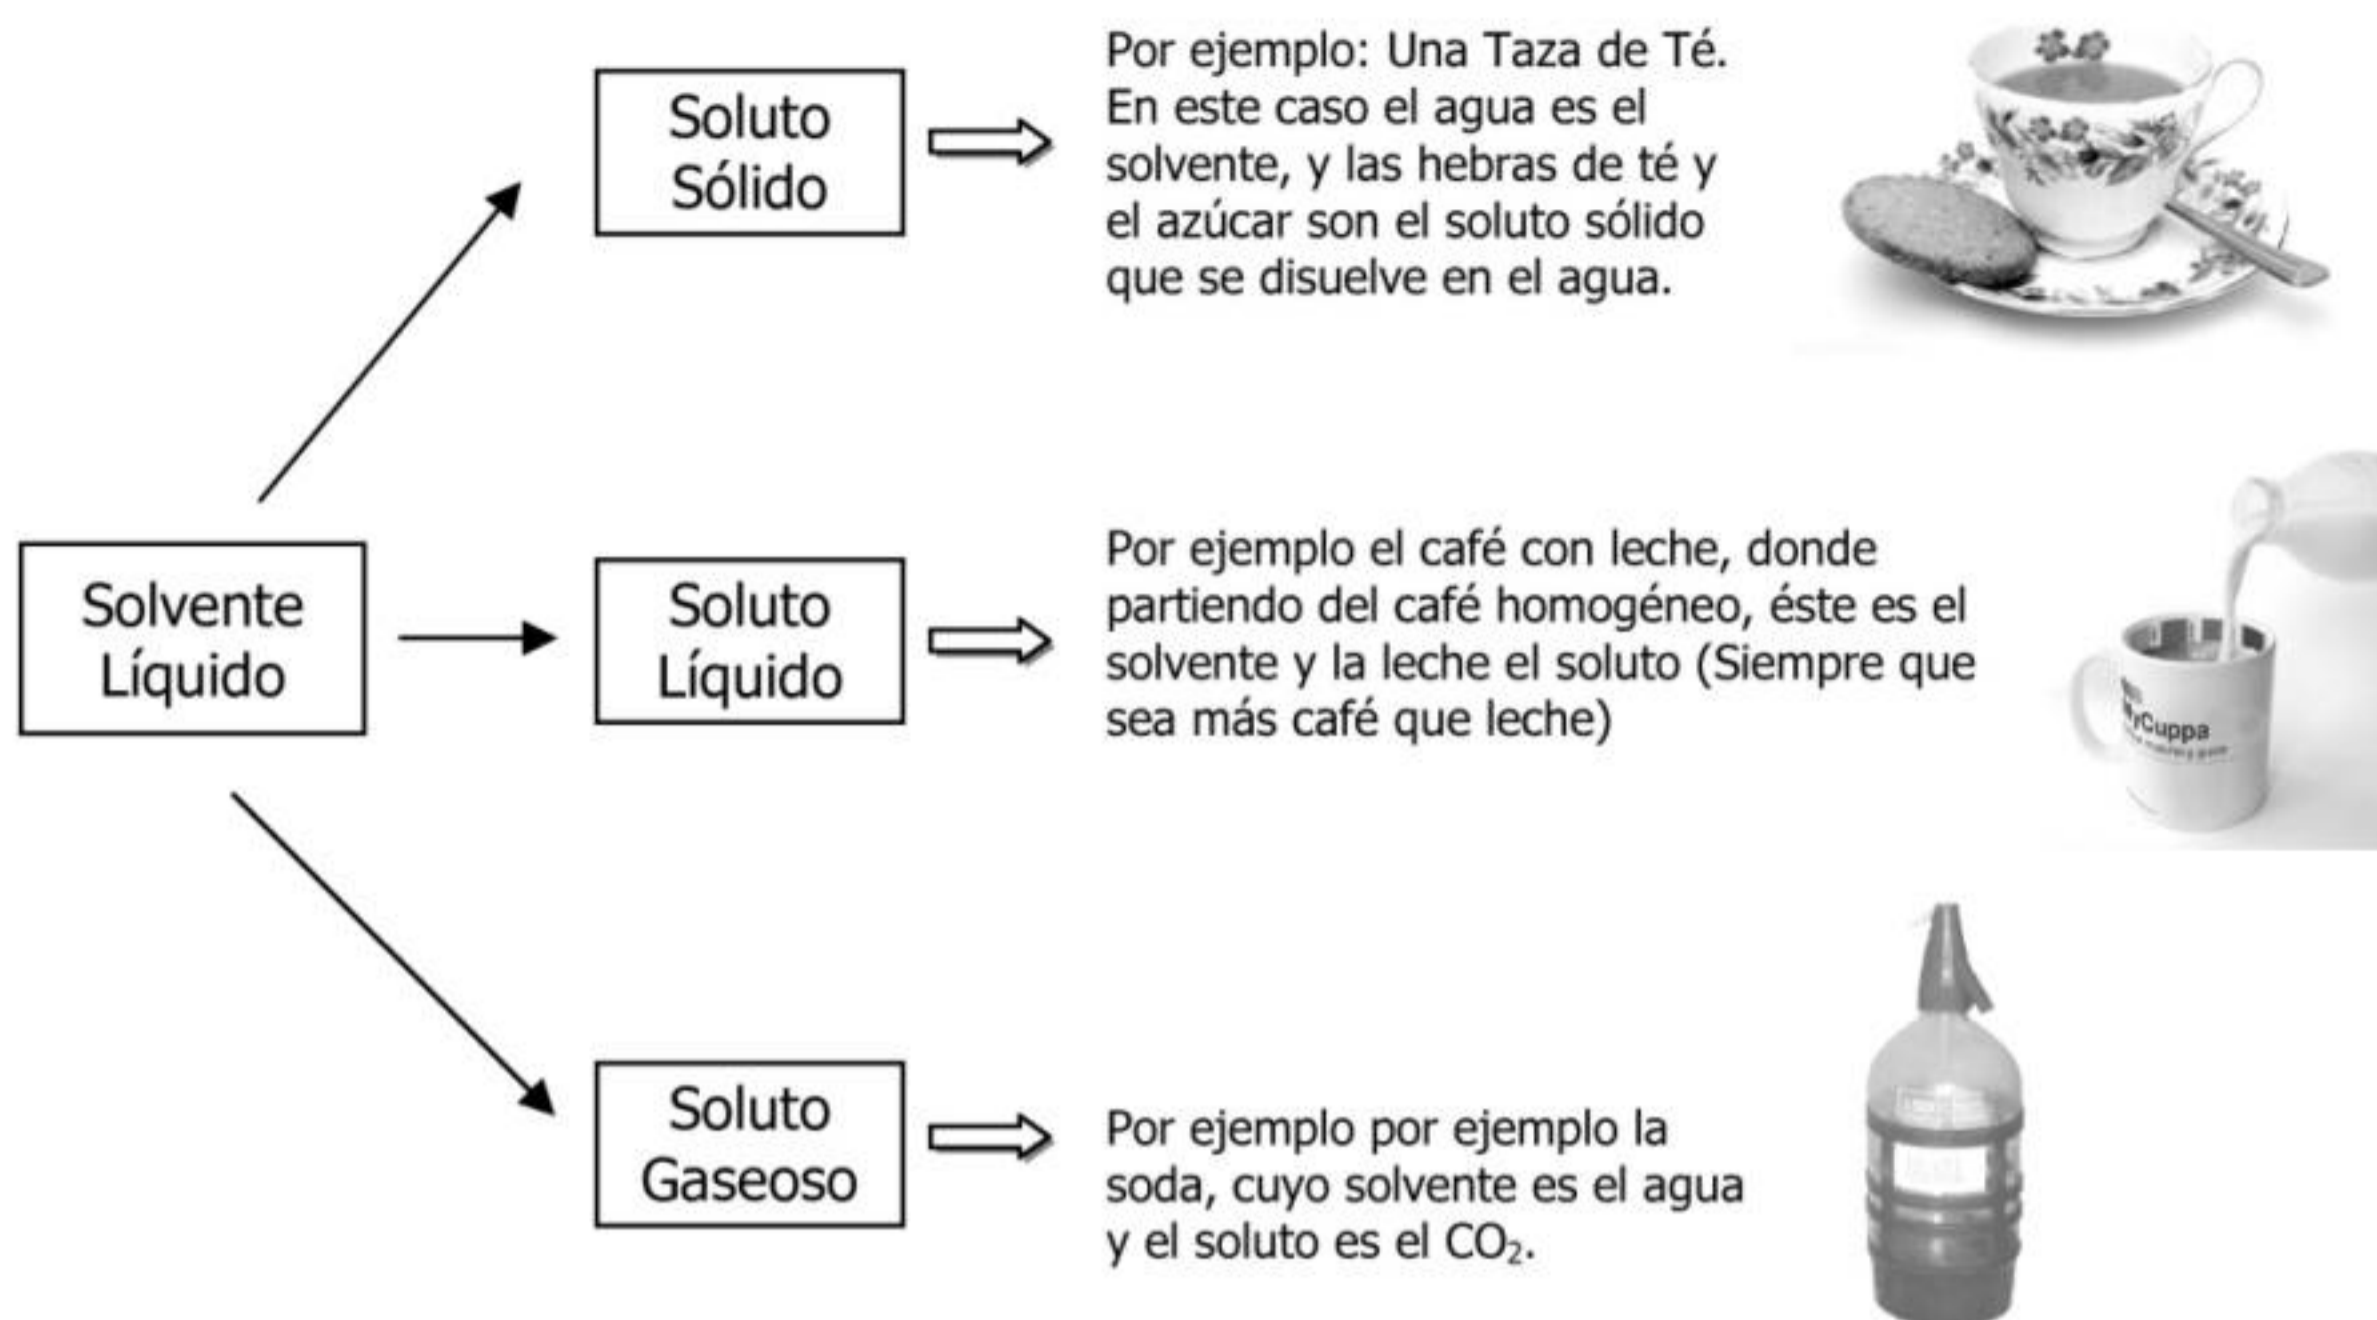 Soluto
Sólido
Por ejemplo: Una Taza de Té.
En este caso el agua es el
solvente, y las hebras de té y
el azúcar son el soluto sólido
que se disuelve en el agua.
Solvente
Líquido
Soluto
Líquido
Por ejemplo el café con leche, donde
partiendo del café homogéneo, éste es el
solvente y la leche el soluto (Siempre que
sea más café que leche)
MyCuppa
Soluto
Gaseoso
Por ejemplo por ejemplo la
soda, cuyo solvente es el agua
y el soluto es el CO₂.